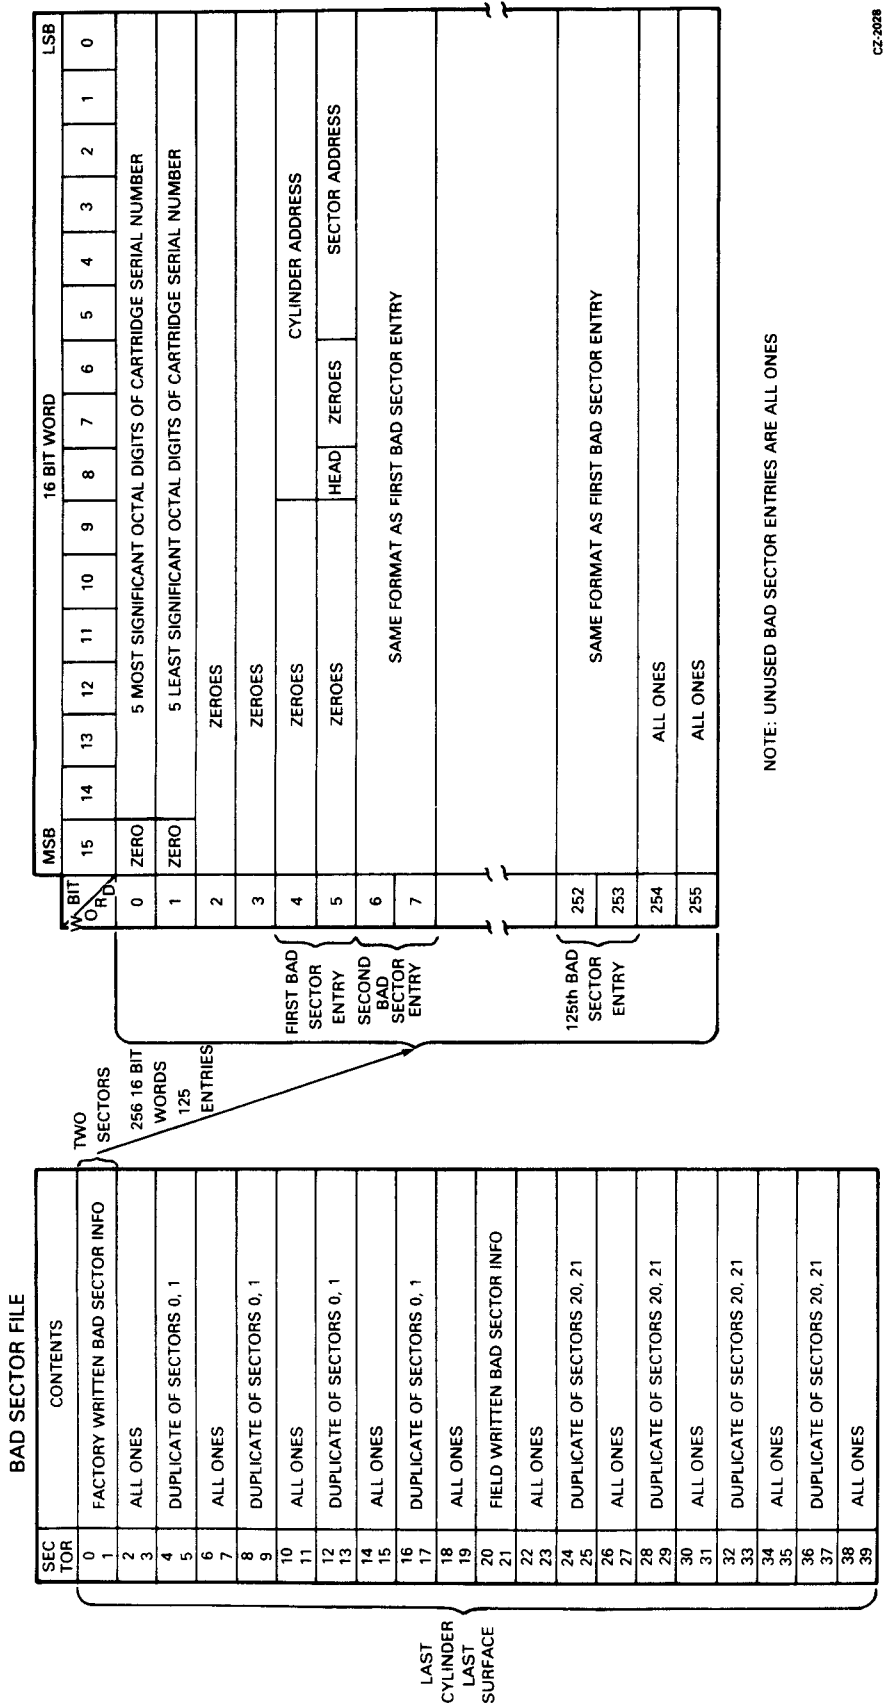 BAD SECTOR FILE
SEC
TOR
CONTENTS
0
1
FACTORY WRITTEN BAD SECTOR INFO
2
3
ALL ONES
4
5
DUPLICATE OF SECTORS 0, 1
6
7
ALL ONES
8
9
DUPLICATE OF SECTORS 0, 1
10
11
ALL ONES
12
13
DUPLICATE OF SECTORS 0, 1
14
15
ALL ONES
16
17
DUPLICATE OF SECTORS 0, 1
18
19
ALL ONES
20
21
FIELD WRITTEN BAD SECTOR INFO
22
23
ALL ONES
24
25
DUPLICATE OF SECTORS 20, 21
26
27
ALL ONES
28
29
DUPLICATE OF SECTORS 20, 21
30
31
ALL ONES
32
33
DUPLICATE OF SECTORS 20, 21
34
35
ALL ONES
36
37
DUPLICATE OF SECTORS 20, 21
38
39
ALL ONES
LAST
CYLINDER
LAST
SURFACE
TWO
SECTORS
256 16 BIT
WORDS
125
ENTRIES
MSB 16 BIT WORD LSB
BIT
WORD
15 14 13 12 11 10 9 8 7 6 5 4 3 2 1 0
0 ZERO 5 MOST SIGNIFICANT OCTAL DIGITS OF CARTRIDGE SERIAL NUMBER
1 ZERO 5 LEAST SIGNIFICANT OCTAL DIGITS OF CARTRIDGE SERIAL NUMBER
2 ZEROES
3 ZEROES
FIRST BAD
SECTOR
ENTRY
4 ZEROES CYLINDER ADDRESS
5 ZEROES HEAD ZEROES SECTOR ADDRESS
SECOND
BAD
SECTOR
ENTRY
6
7
SAME FORMAT AS FIRST BAD SECTOR ENTRY
125th BAD
SECTOR
ENTRY
252
253
SAME FORMAT AS FIRST BAD SECTOR ENTRY
254 ALL ONES
255 ALL ONES
NOTE: UNUSED BAD SECTOR ENTRIES ARE ALL ONES
CZ-2028